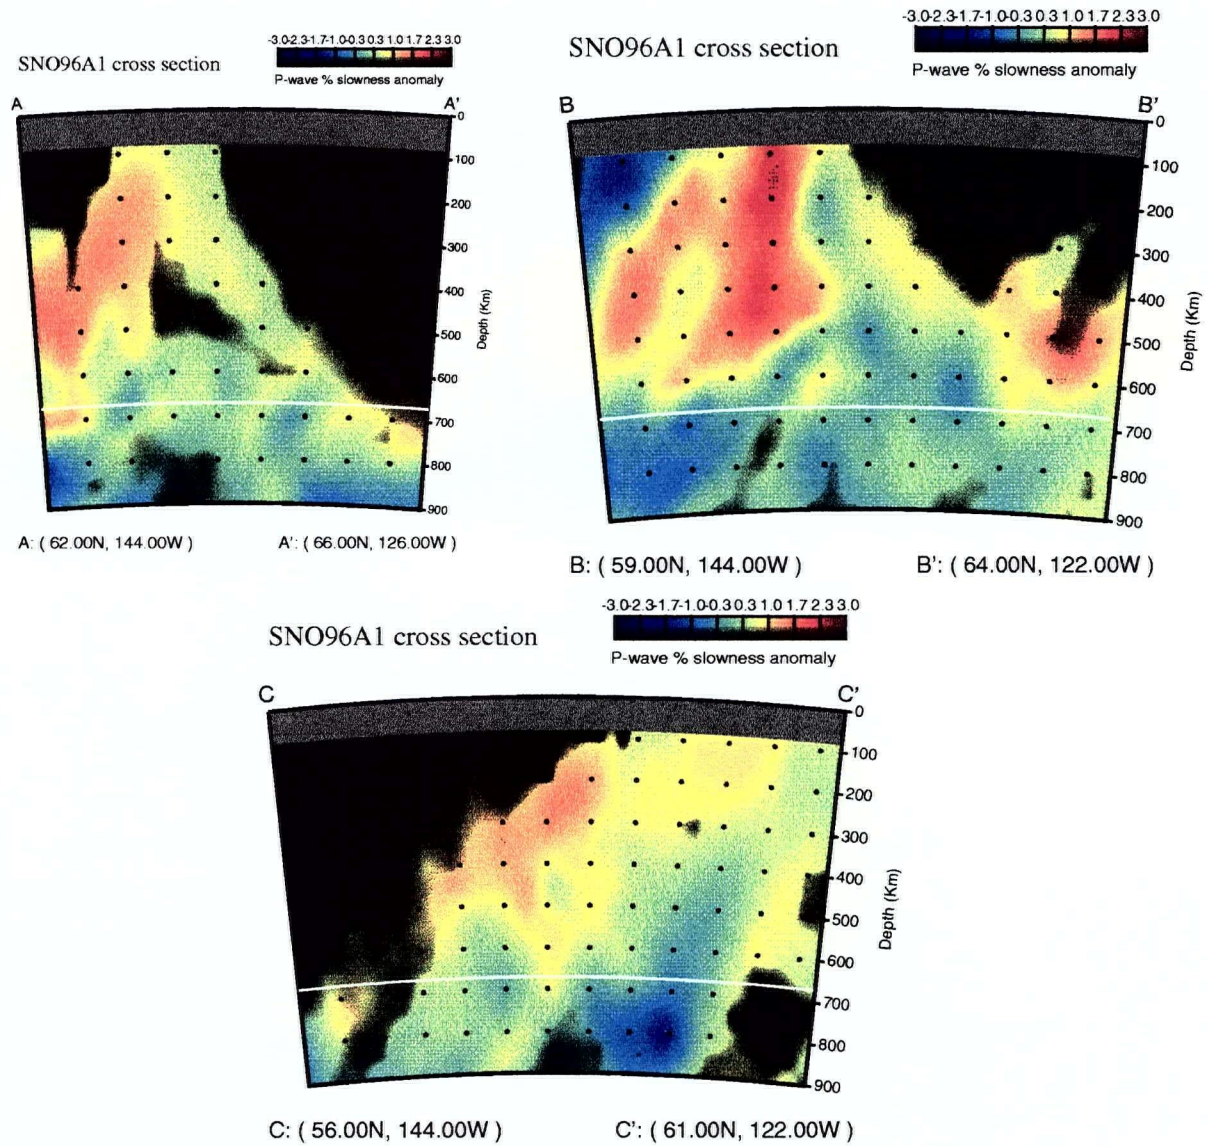 -3.0-2.3-1.7-1.0-0.3 0.3 1.0 1.7 2.3 3.0
SNO96A1 cross section
P-wave % slowness anomaly
A A'
0
100
200
300
400
500
600
700
800
900
Depth (Km)
A: ( 62.00N, 144.00W ) A': ( 66.00N, 126.00W )
-3.0-2.3-1.7-1.0-0.3 0.3 1.0 1.7 2.3 3.0
SNO96A1 cross section
P-wave % slowness anomaly
B B'
0
100
200
300
400
500
600
700
800
900
Depth (Km)
B: ( 59.00N, 144.00W ) B': ( 64.00N, 122.00W )
-3.0-2.3-1.7-1.0-0.3 0.3 1.0 1.7 2.3 3.0
SNO96A1 cross section
P-wave % slowness anomaly
C C'
0
100
200
300
400
500
600
700
800
900
Depth (Km)
C: ( 56.00N, 144.00W ) C': ( 61.00N, 122.00W )